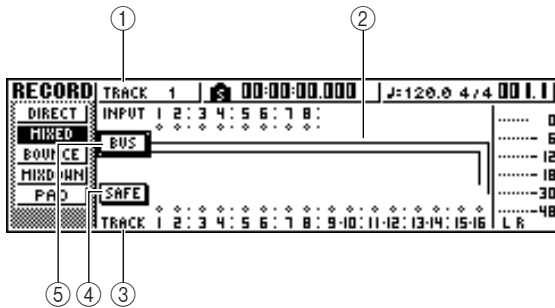 ① ②
RECORD TRACK 1 S 00:00:00.000 ♩=120.0 4/4 001.1
DIRECT INPUT 1 2: 3 4: 5 6: 7 8:
MIXED BUS
BOUNCE
MIXDOWN
PAD SAFE
TRACK 1 2: 3 4: 5 6: 7 8: 9·10: 11·12: 13·14: 15·16 L R
0
6
12
18
30
48
⑤ ④ ③